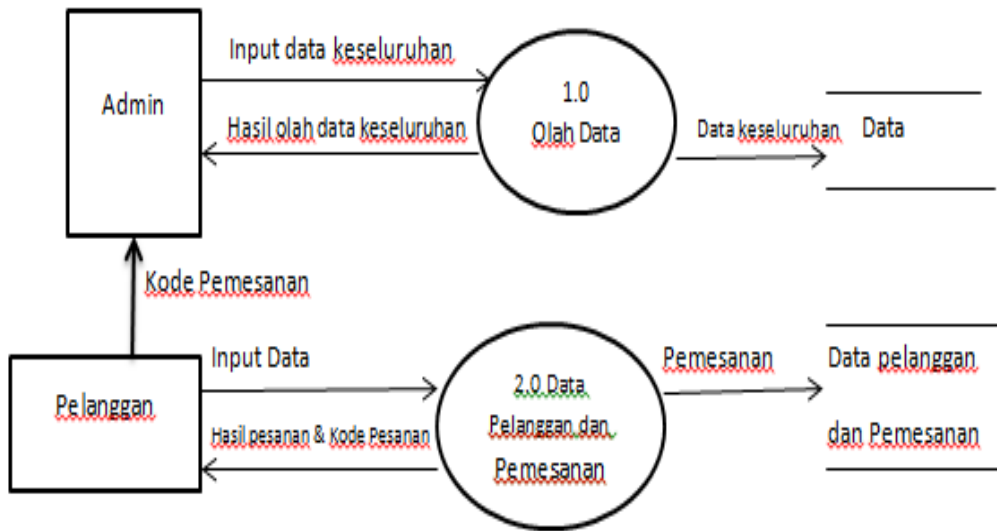 Input data keseluruhan
Admin
Hasil olah data keseluruhan
1.0
Olah Data
Data keseluruhan
Data
Kode Pemesanan
Pelanggan
Input Data
Hasil pesanan & Kode Pesanan
2.0 Data
Pelanggan dan
Pemesanan
Pemesanan
Data pelanggan
dan Pemesanan